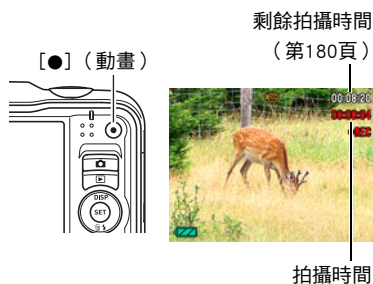 剩餘拍攝時間
（第180頁）
[●]（動畫）
00:08:20
00:00:04
●REC
DISP
SET
拍攝時間